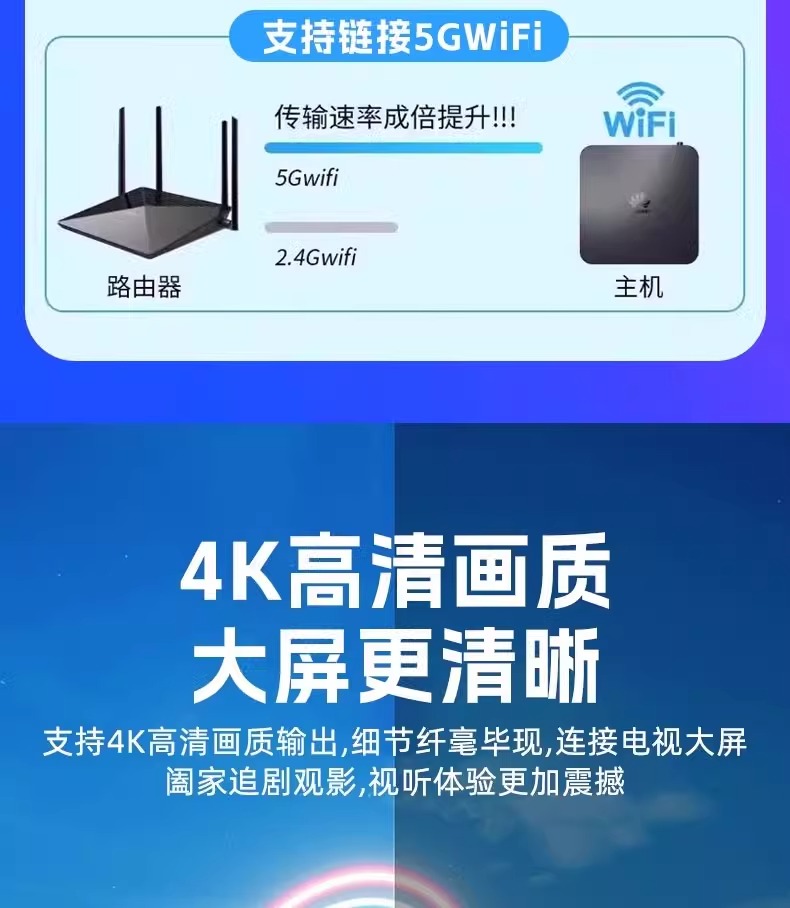 支持链接5GWiFi
传输速率成倍提升!!!
WiFi
5Gwifi
2.4Gwifi
路由器
主机
4K高清画质
大屏更清晰
支持4K高清画质输出,细节纤毫毕现,连接电视大屏
阖家追剧观影,视听体验更加震撼